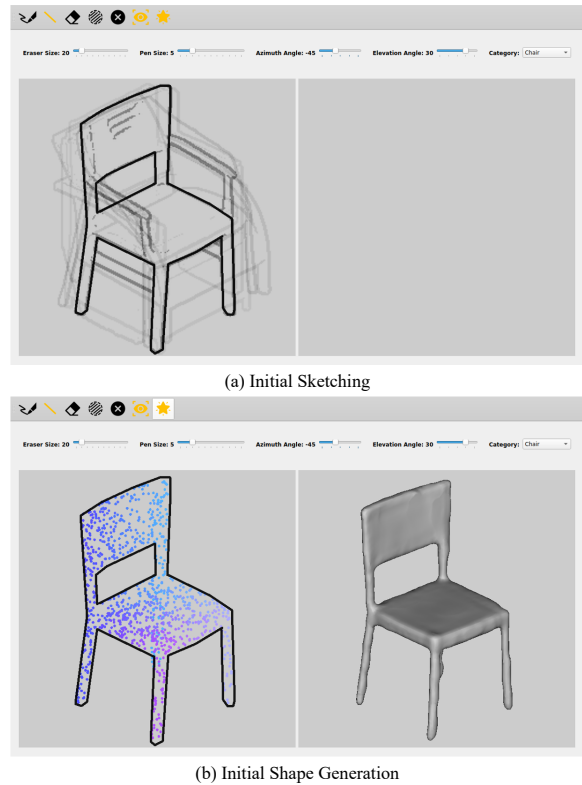 Eraser Size: 20 Pen Size: 5 Azimuth Angle: -45 Elevation Angle: 30 Category: Chair
(a) Initial Sketching
Eraser Size: 20 Pen Size: 5 Azimuth Angle: -45 Elevation Angle: 30 Category: Chair
(b) Initial Shape Generation